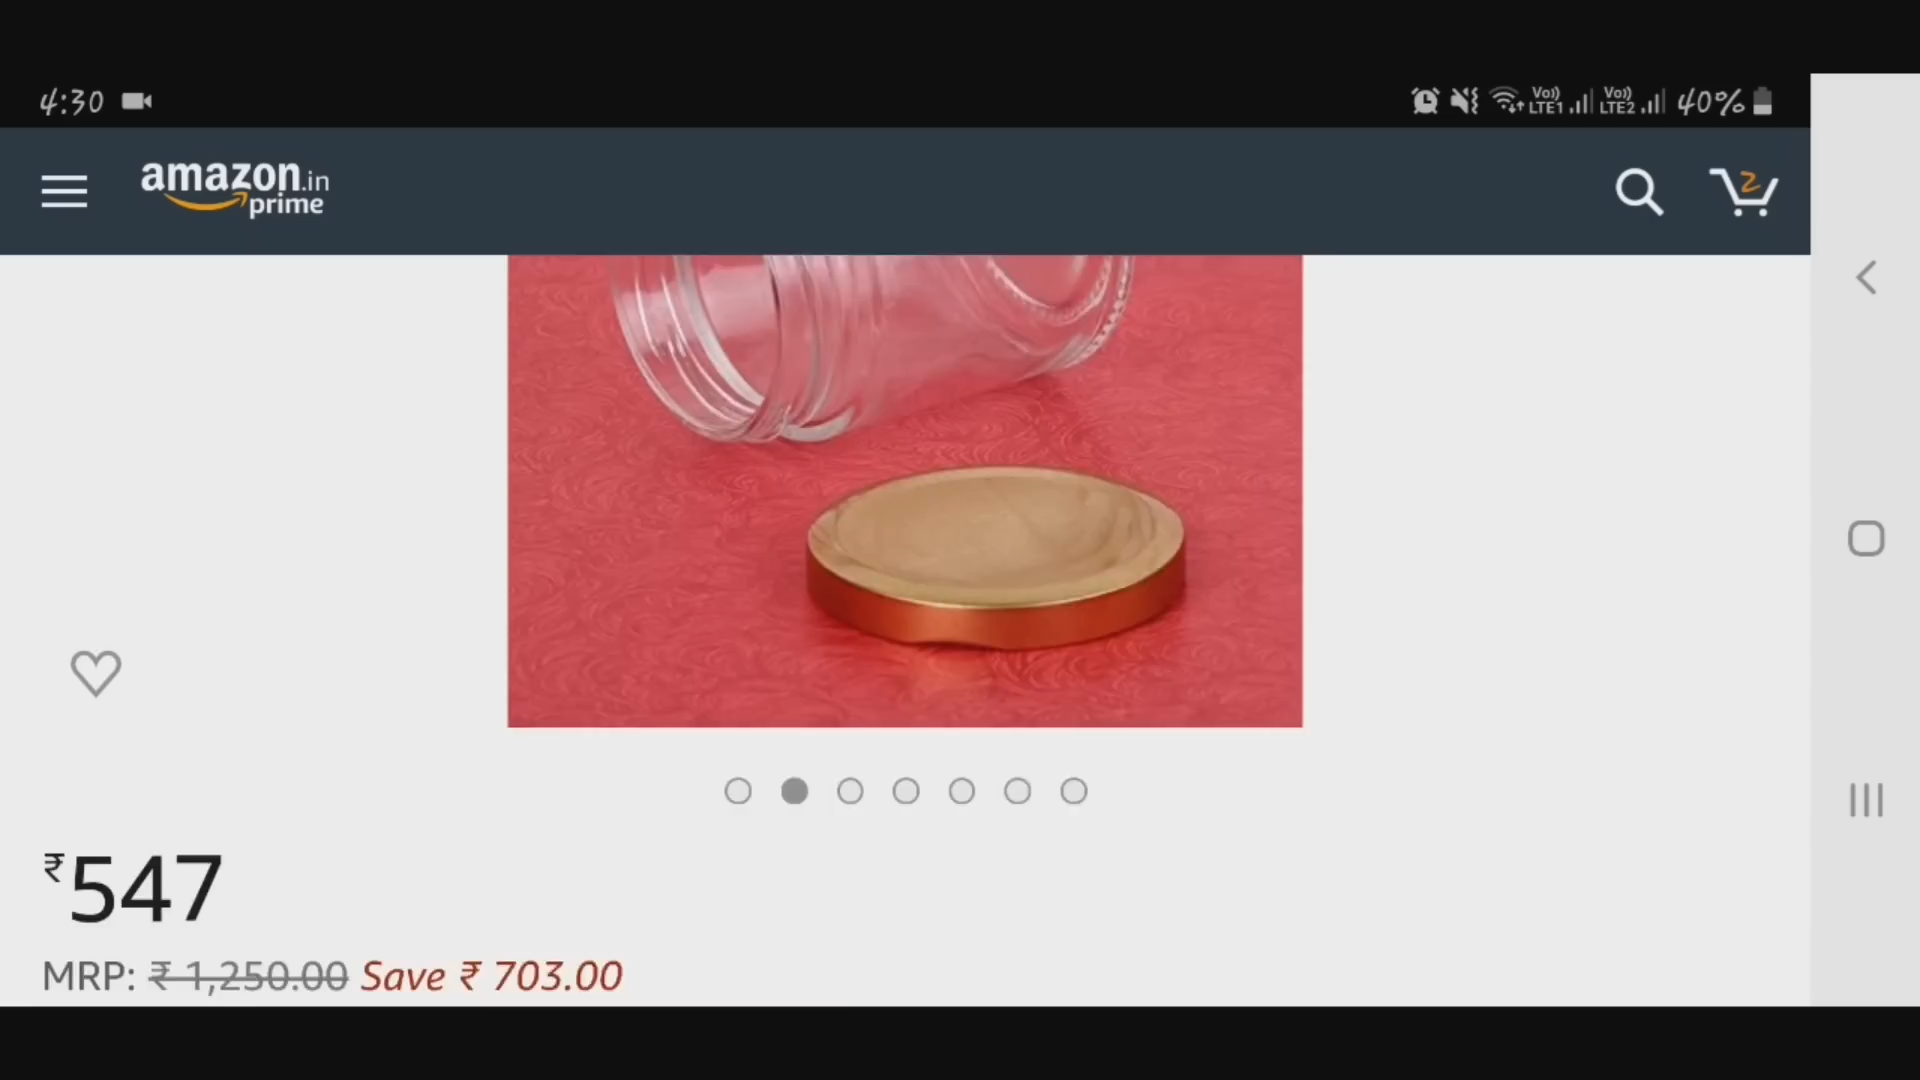 4:30
Vo)) LTE1 Vo)) LTE2 40%
amazon.in
prime
2
₹547
MRP: ₹ 1,250.00 Save ₹ 703.00